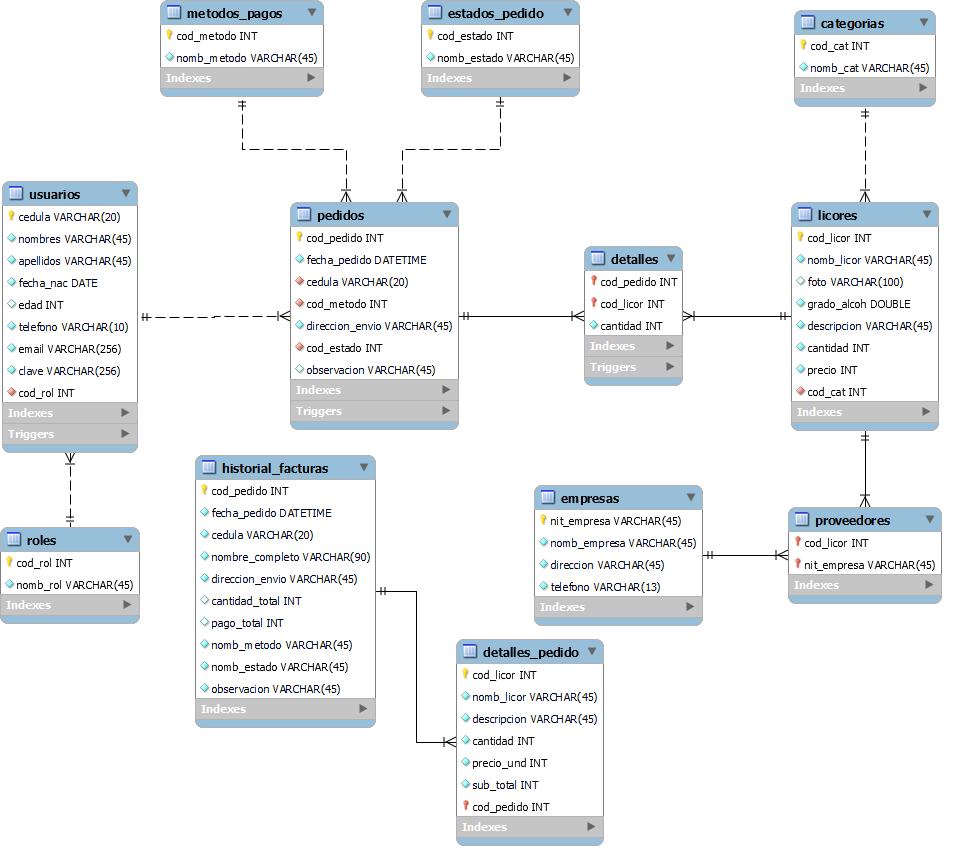 metodos_pagos
cod_metodo INT
nomb_metodo VARCHAR(45)
Indexes
estados_pedido
cod_estado INT
nomb_estado VARCHAR(45)
Indexes
categorias
cod_cat INT
nomb_cat VARCHAR(45)
Indexes
usuarios
cedula VARCHAR(20)
nombres VARCHAR(45)
apellidos VARCHAR(45)
fecha_nac DATE
edad INT
telefono VARCHAR(10)
email VARCHAR(256)
clave VARCHAR(256)
cod_rol INT
Indexes
Triggers
pedidos
cod_pedido INT
fecha_pedido DATETIME
cedula VARCHAR(20)
cod_metodo INT
direccion_envio VARCHAR(45)
cod_estado INT
observacion VARCHAR(45)
Indexes
Triggers
detalles
cod_pedido INT
cod_licor INT
cantidad INT
Indexes
Triggers
licores
cod_licor INT
nomb_licor VARCHAR(45)
foto VARCHAR(100)
grado_alcoh DOUBLE
descripcion VARCHAR(45)
cantidad INT
precio INT
cod_cat INT
Indexes
roles
cod_rol INT
nomb_rol VARCHAR(45)
Indexes
historial_facturas
cod_pedido INT
fecha_pedido DATETIME
cedula VARCHAR(20)
nombre_completo VARCHAR(90)
direccion_envio VARCHAR(45)
cantidad_total INT
pago_total INT
nomb_metodo VARCHAR(45)
nomb_estado VARCHAR(45)
observacion VARCHAR(45)
Indexes
empresas
nit_empresa VARCHAR(45)
nomb_empresa VARCHAR(45)
direccion VARCHAR(45)
telefono VARCHAR(13)
Indexes
proveedores
cod_licor INT
nit_empresa VARCHAR(45)
Indexes
detalles_pedido
cod_licor INT
nomb_licor VARCHAR(45)
descripcion VARCHAR(45)
cantidad INT
precio_und INT
sub_total INT
cod_pedido INT
Indexes